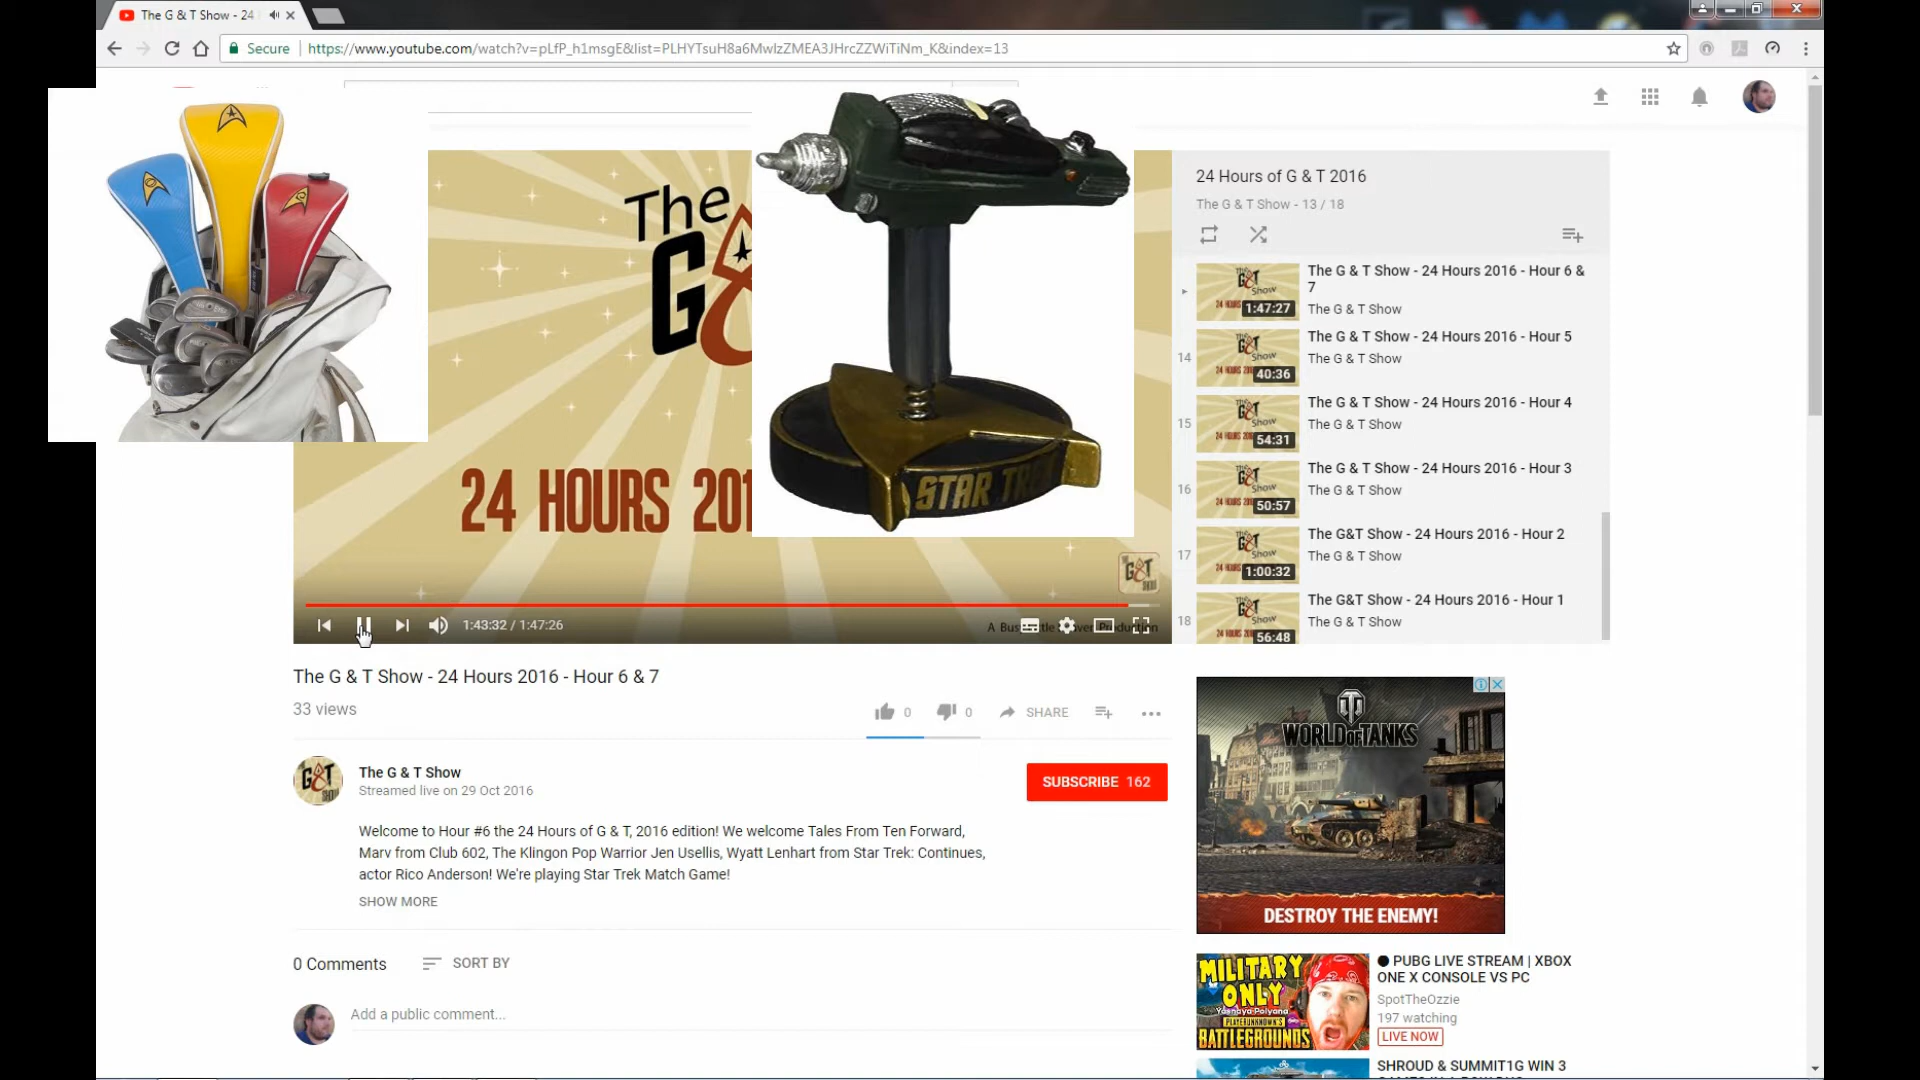 The G & T Show - 24
Secure
https://www.youtube.com/watch?v=pLfP_h1msgE&list=PLHYTsuH8a6MwIzZMEA3JHrcZZWiTiNm_K&index=13
The
G
24 HOURS 201
STAR TREK
G&T
SHOW
1:43:32 / 1:47:26
24 Hours of G & T 2016
The G & T Show - 13 / 18
The G & T Show - 24 Hours 2016 - Hour 6 &
7
The G & T Show
1:47:27
14
The G & T Show - 24 Hours 2016 - Hour 5
The G & T Show
40:36
15
The G & T Show - 24 Hours 2016 - Hour 4
The G & T Show
54:31
16
The G & T Show - 24 Hours 2016 - Hour 3
The G & T Show
50:57
17
The G&T Show - 24 Hours 2016 - Hour 2
The G & T Show
1:00:32
18
The G&T Show - 24 Hours 2016 - Hour 1
The G & T Show
56:48
The G & T Show - 24 Hours 2016 - Hour 6 & 7
33 views
0
0
SHARE
The G & T Show
Streamed live on 29 Oct 2016
SUBSCRIBE 162
Welcome to Hour #6 the 24 Hours of G & T, 2016 edition! We welcome Tales From Ten Forward,
Marv from Club 602, The Klingon Pop Warrior Jen Usellis, Wyatt Lenhart from Star Trek: Continues,
actor Rico Anderson! We're playing Star Trek Match Game!
SHOW MORE
0 Comments
SORT BY
Add a public comment...
WORLD OF TANKS
DESTROY THE ENEMY!
MILITARY
ONLY
Yasnaya Polyana
PLAYERUNKNOWN'S
BATTLEGROUNDS
PUBG LIVE STREAM | XBOX
ONE X CONSOLE VS PC
SpotTheOzzie
197 watching
LIVE NOW
SHROUD & SUMMIT1G WIN 3